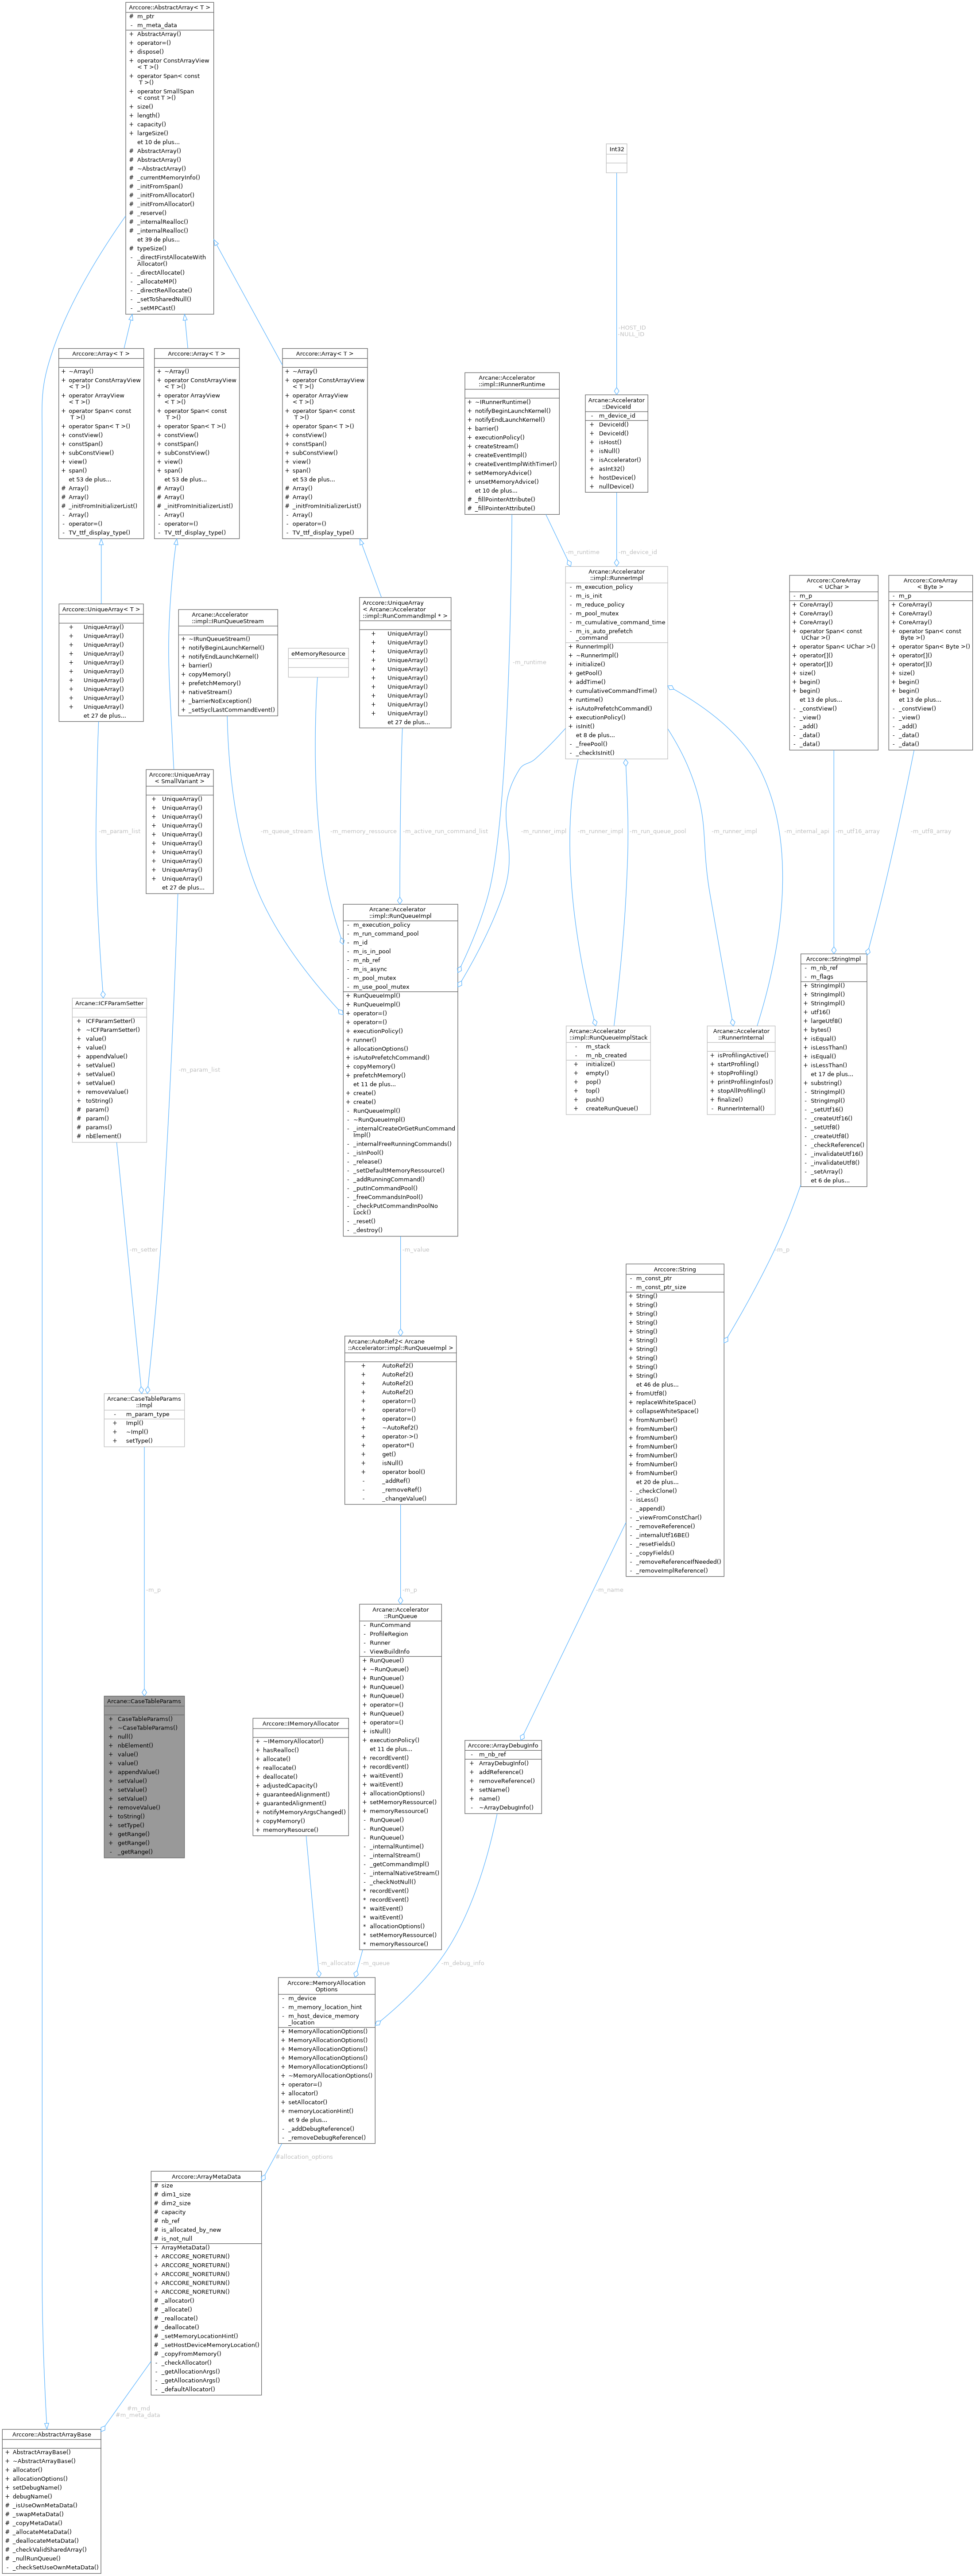 Arccore::AbstractArray< T >
# m_ptr
- m_meta_data
+ AbstractArray()
+ operator=()
+ dispose()
+ operator ConstArrayView
< T >()
+ operator Span< const
T >()
+ operator SmallSpan
< const T >()
+ size()
+ length()
+ capacity()
+ largeSize()
et 10 de plus...
# AbstractArray()
# AbstractArray()
# ~AbstractArray()
# _currentMemoryInfo()
# _initFromSpan()
# _initFromAllocator()
# _initFromAllocator()
# _reserve()
# _internalRealloc()
# _internalRealloc()
et 39 de plus...
# typeSize()
- _directFirstAllocateWith
Allocator()
- _directAllocate()
- _allocateMP()
- _directReAllocate()
- _setToSharedNull()
- _setMPCast()
Int32
-HOST_ID
-NULL_ID
Arccore::Array< T >
+ ~Array()
+ operator ConstArrayView
< T >()
+ operator ArrayView
< T >()
+ operator Span< const
T >()
+ operator Span< T >()
+ constView()
+ constSpan()
+ subConstView()
+ view()
+ span()
et 53 de plus...
# Array()
# Array()
# _initFromInitializerList()
- Array()
- operator=()
- TV_ttf_display_type()
Arccore::Array< T >
+ ~Array()
+ operator ConstArrayView
< T >()
+ operator ArrayView
< T >()
+ operator Span< const
T >()
+ operator Span< T >()
+ constView()
+ constSpan()
+ subConstView()
+ view()
+ span()
et 53 de plus...
# Array()
# Array()
# _initFromInitializerList()
- Array()
- operator=()
- TV_ttf_display_type()
Arccore::Array< T >
+ ~Array()
+ operator ConstArrayView
< T >()
+ operator ArrayView
< T >()
+ operator Span< const
T >()
+ operator Span< T >()
+ constView()
+ constSpan()
+ subConstView()
+ view()
+ span()
et 53 de plus...
# Array()
# Array()
# _initFromInitializerList()
- Array()
- operator=()
- TV_ttf_display_type()
Arcane::Accelerator
::impl::IRunnerRuntime
+ ~IRunnerRuntime()
+ notifyBeginLaunchKernel()
+ notifyEndLaunchKernel()
+ barrier()
+ executionPolicy()
+ createStream()
+ createEventImpl()
+ createEventImplWithTimer()
+ setMemoryAdvice()
+ unsetMemoryAdvice()
et 10 de plus...
# _fillPointerAttribute()
# _fillPointerAttribute()
Arcane::Accelerator
::DeviceId
- m_device_id
+ DeviceId()
+ DeviceId()
+ isHost()
+ isNull()
+ isAccelerator()
+ asInt32()
+ hostDevice()
+ nullDevice()
-m_runtime
-m_device_id
Arccore::UniqueArray< T >
+ UniqueArray()
+ UniqueArray()
+ UniqueArray()
+ UniqueArray()
+ UniqueArray()
+ UniqueArray()
+ UniqueArray()
+ UniqueArray()
+ UniqueArray()
+ UniqueArray()
et 27 de plus...
Arcane::Accelerator
::impl::IRunQueueStream
+ ~IRunQueueStream()
+ notifyBeginLaunchKernel()
+ notifyEndLaunchKernel()
+ barrier()
+ copyMemory()
+ prefetchMemory()
+ nativeStream()
+ _barrierNoException()
+ _setSyclLastCommandEvent()
eMemoryResource
Arccore::UniqueArray
< Arcane::Accelerator
::impl::RunCommandImpl * >
+ UniqueArray()
+ UniqueArray()
+ UniqueArray()
+ UniqueArray()
+ UniqueArray()
+ UniqueArray()
+ UniqueArray()
+ UniqueArray()
+ UniqueArray()
+ UniqueArray()
et 27 de plus...
-m_runtime
Arcane::Accelerator
::impl::RunnerImpl
- m_execution_policy
- m_is_init
- m_reduce_policy
- m_pool_mutex
- m_cumulative_command_time
- m_is_auto_prefetch
_command
+ RunnerImpl()
+ ~RunnerImpl()
+ initialize()
+ getPool()
+ addTime()
+ cumulativeCommandTime()
+ runtime()
+ isAutoPrefetchCommand()
+ executionPolicy()
+ isInit()
et 8 de plus...
- _freePool()
- _checkIsInit()
Arccore::CoreArray
< UChar >
- m_p
+ CoreArray()
+ CoreArray()
+ CoreArray()
+ operator Span< const
UChar >()
+ operator Span< UChar >()
+ operator[]()
+ operator[]()
+ size()
+ begin()
+ begin()
et 13 de plus...
- _constView()
- _view()
- _add()
- _data()
- _data()
Arccore::CoreArray
< Byte >
- m_p
+ CoreArray()
+ CoreArray()
+ CoreArray()
+ operator Span< const
Byte >()
+ operator Span< Byte >()
+ operator[]()
+ operator[]()
+ size()
+ begin()
+ begin()
et 13 de plus...
- _constView()
- _view()
- _add()
- _data()
- _data()
Arccore::UniqueArray
< SmallVariant >
+ UniqueArray()
+ UniqueArray()
+ UniqueArray()
+ UniqueArray()
+ UniqueArray()
+ UniqueArray()
+ UniqueArray()
+ UniqueArray()
+ UniqueArray()
+ UniqueArray()
et 27 de plus...
-m_param_list
-m_queue_stream
-m_memory_ressource
-m_active_run_command_list
-m_runner_impl
-m_runner_impl
-m_run_queue_pool
-m_runner_impl
-m_internal_api
-m_utf16_array
-m_utf8_array
Arcane::Accelerator
::impl::RunQueueImpl
- m_execution_policy
- m_run_command_pool
- m_id
- m_is_in_pool
- m_nb_ref
- m_is_async
- m_pool_mutex
- m_use_pool_mutex
+ RunQueueImpl()
+ RunQueueImpl()
+ operator=()
+ operator=()
+ executionPolicy()
+ runner()
+ allocationOptions()
+ isAutoPrefetchCommand()
+ copyMemory()
+ prefetchMemory()
et 11 de plus...
+ create()
+ create()
- RunQueueImpl()
- ~RunQueueImpl()
- _internalCreateOrGetRunCommand
Impl()
- _internalFreeRunningCommands()
- _isInPool()
- _release()
- _setDefaultMemoryRessource()
- _addRunningCommand()
- _putInCommandPool()
- _freeCommandsInPool()
- _checkPutCommandInPoolNo
Lock()
- _reset()
- _destroy()
Arccore::StringImpl
- m_nb_ref
- m_flags
+ StringImpl()
+ StringImpl()
+ StringImpl()
+ utf16()
+ largeUtf8()
+ bytes()
+ isEqual()
+ isLessThan()
+ isEqual()
+ isLessThan()
et 17 de plus...
+ substring()
- StringImpl()
- StringImpl()
- _setUtf16()
- _createUtf16()
- _setUtf8()
- _createUtf8()
- _checkReference()
- _invalidateUtf16()
- _invalidateUtf8()
- _setArray()
et 6 de plus...
Arcane::ICFParamSetter
+ ICFParamSetter()
+ ~ICFParamSetter()
+ value()
+ value()
+ appendValue()
+ setValue()
+ setValue()
+ setValue()
+ removeValue()
+ toString()
# param()
# param()
# params()
# nbElement()
-m_param_list
Arcane::Accelerator
::impl::RunQueueImplStack
- m_stack
- m_nb_created
+ initialize()
+ empty()
+ pop()
+ top()
+ push()
+ createRunQueue()
Arcane::Accelerator
::RunnerInternal
+ isProfilingActive()
+ startProfiling()
+ stopProfiling()
+ printProfilingInfos()
+ stopAllProfiling()
+ finalize()
- RunnerInternal()
-m_setter
-m_value
-m_p
Arccore::String
- m_const_ptr
- m_const_ptr_size
+ String()
+ String()
+ String()
+ String()
+ String()
+ String()
+ String()
+ String()
+ String()
+ String()
et 46 de plus...
+ fromUtf8()
+ replaceWhiteSpace()
+ collapseWhiteSpace()
+ fromNumber()
+ fromNumber()
+ fromNumber()
+ fromNumber()
+ fromNumber()
+ fromNumber()
+ fromNumber()
et 20 de plus...
- _checkClone()
- isLess()
- _append()
- _viewFromConstChar()
- _removeReference()
- _internalUtf16BE()
- _resetFields()
- _copyFields()
- _removeReferenceIfNeeded()
- _removeImplReference()
Arcane::AutoRef2< Arcane
::Accelerator::impl::RunQueueImpl >
+ AutoRef2()
+ AutoRef2()
+ AutoRef2()
+ AutoRef2()
+ operator=()
+ operator=()
+ operator=()
+ ~AutoRef2()
+ operator->()
+ operator*()
+ get()
+ isNull()
+ operator bool()
- _addRef()
- _removeRef()
- _changeValue()
Arcane::CaseTableParams
::Impl
- m_param_type
+ Impl()
+ ~Impl()
+ setType()
-m_p
-m_p
-m_name
Arcane::Accelerator
::RunQueue
- RunCommand
- ProfileRegion
- Runner
- ViewBuildInfo
+ RunQueue()
+ ~RunQueue()
+ RunQueue()
+ RunQueue()
+ RunQueue()
+ operator=()
+ RunQueue()
+ operator=()
+ isNull()
+ executionPolicy()
et 11 de plus...
+ recordEvent()
+ recordEvent()
+ waitEvent()
+ waitEvent()
+ allocationOptions()
+ setMemoryRessource()
+ memoryRessource()
- RunQueue()
- RunQueue()
- RunQueue()
- _internalRuntime()
- _internalStream()
- _getCommandImpl()
- _internalNativeStream()
- _checkNotNull()
* recordEvent()
* recordEvent()
* waitEvent()
* waitEvent()
* allocationOptions()
* setMemoryRessource()
* memoryRessource()
Arcane::CaseTableParams
+ CaseTableParams()
+ ~CaseTableParams()
+ null()
+ nbElement()
+ value()
+ value()
+ appendValue()
+ setValue()
+ setValue()
+ setValue()
+ removeValue()
+ toString()
+ setType()
+ getRange()
+ getRange()
- _getRange()
Arccore::IMemoryAllocator
+ ~IMemoryAllocator()
+ hasRealloc()
+ allocate()
+ reallocate()
+ deallocate()
+ adjustedCapacity()
+ guaranteedAlignment()
+ guarantedAlignment()
+ notifyMemoryArgsChanged()
+ copyMemory()
+ memoryResource()
Arccore::ArrayDebugInfo
- m_nb_ref
+ ArrayDebugInfo()
+ addReference()
+ removeReference()
+ setName()
+ name()
- ~ArrayDebugInfo()
-m_allocator
-m_queue
-m_debug_info
Arccore::MemoryAllocation
Options
- m_device
- m_memory_location_hint
- m_host_device_memory
_location
+ MemoryAllocationOptions()
+ MemoryAllocationOptions()
+ MemoryAllocationOptions()
+ MemoryAllocationOptions()
+ MemoryAllocationOptions()
+ ~MemoryAllocationOptions()
+ operator=()
+ allocator()
+ setAllocator()
+ memoryLocationHint()
et 9 de plus...
- _addDebugReference()
- _removeDebugReference()
#allocation_options
Arccore::ArrayMetaData
# size
# dim1_size
# dim2_size
# capacity
# nb_ref
# is_allocated_by_new
# is_not_null
+ ArrayMetaData()
+ ARCCORE_NORETURN()
+ ARCCORE_NORETURN()
+ ARCCORE_NORETURN()
+ ARCCORE_NORETURN()
+ ARCCORE_NORETURN()
# _allocator()
# _allocate()
# _reallocate()
# _deallocate()
# _setMemoryLocationHint()
# _setHostDeviceMemoryLocation()
# _copyFromMemory()
- _checkAllocator()
- _getAllocationArgs()
- _getAllocationArgs()
- _defaultAllocator()
#m_md
#m_meta_data
Arccore::AbstractArrayBase
+ AbstractArrayBase()
+ ~AbstractArrayBase()
+ allocator()
+ allocationOptions()
+ setDebugName()
+ debugName()
# _isUseOwnMetaData()
# _swapMetaData()
# _copyMetaData()
# _allocateMetaData()
# _deallocateMetaData()
# _checkValidSharedArray()
# _nullRunQueue()
- _checkSetUseOwnMetaData()